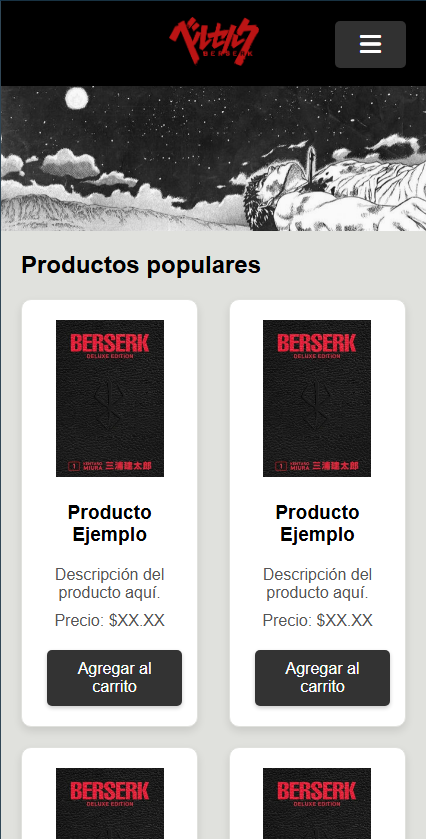 ベルセルク
BERSERK
Productos populares
BERSERK
DELUXE EDITION
1 KENTARO MIURA 三浦建太郎
Producto
Ejemplo
Descripción del
producto aquí.
Precio: $XX.XX
Agregar al
carrito
BERSERK
DELUXE EDITION
1 KENTARO MIURA 三浦建太郎
Producto
Ejemplo
Descripción del
producto aquí.
Precio: $XX.XX
Agregar al
carrito
BERSERK
DELUXE EDITION
BERSERK
DELUXE EDITION